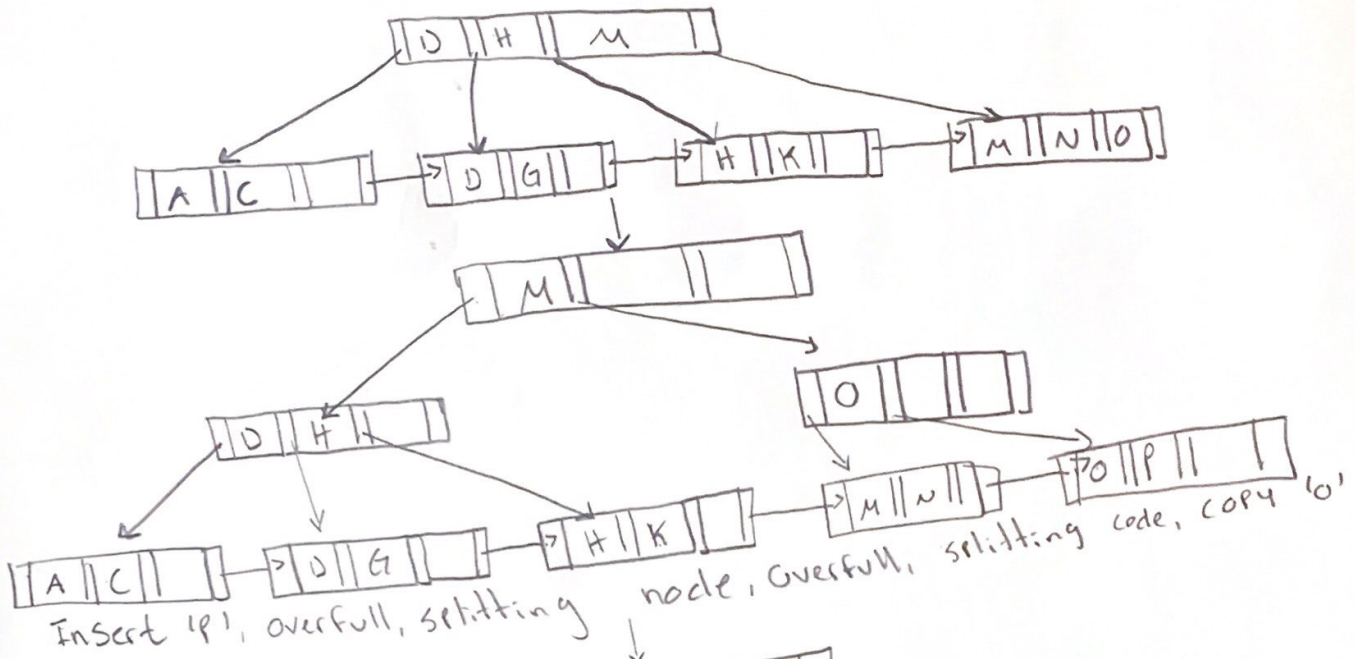 D H M
A C D G H K M N O
M
O
D H
A C D G H K M N O P
Insert 'P', overfull, splitting node, overfull, splitting code, copy 'O'